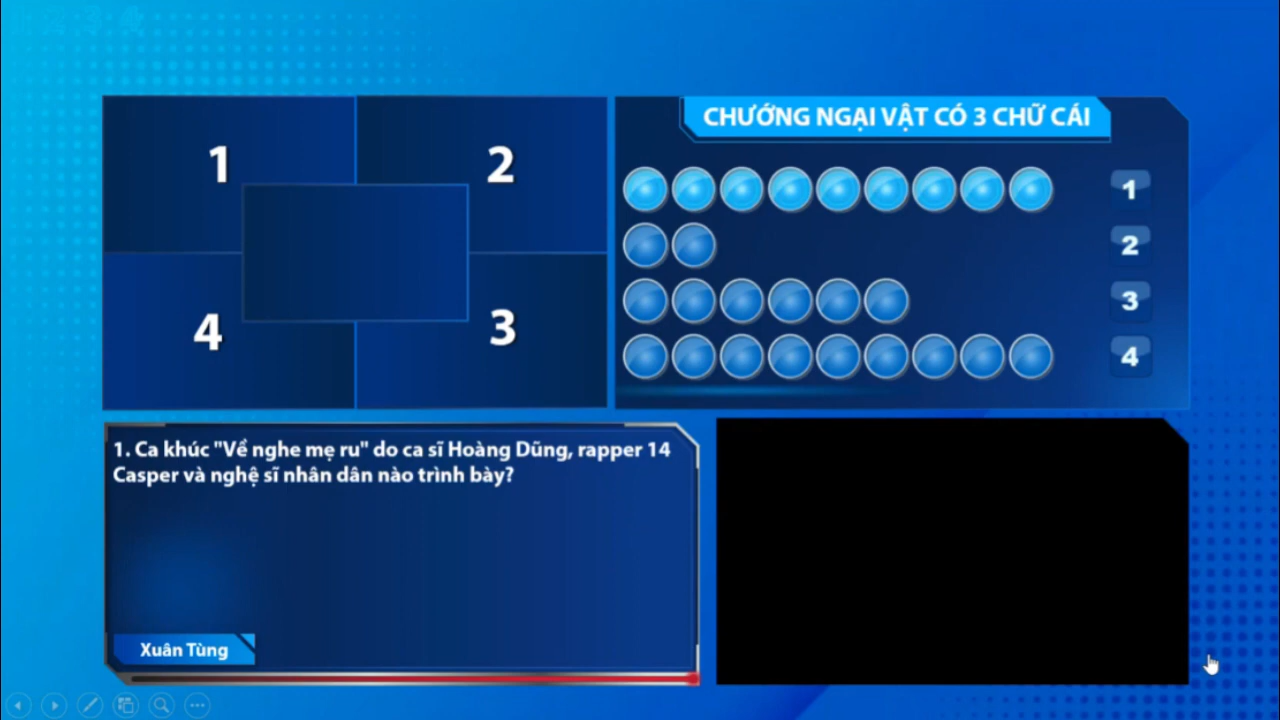 CHƯỚNG NGẠI VẬT CÓ 3 CHỮ CÁI
1
2
4
3
1
2
3
4
1. Ca khúc "Về nghe mẹ ru" do ca sĩ Hoàng Dũng, rapper 14
Casper và nghệ sĩ nhân dân nào trình bày?
Xuân Tùng